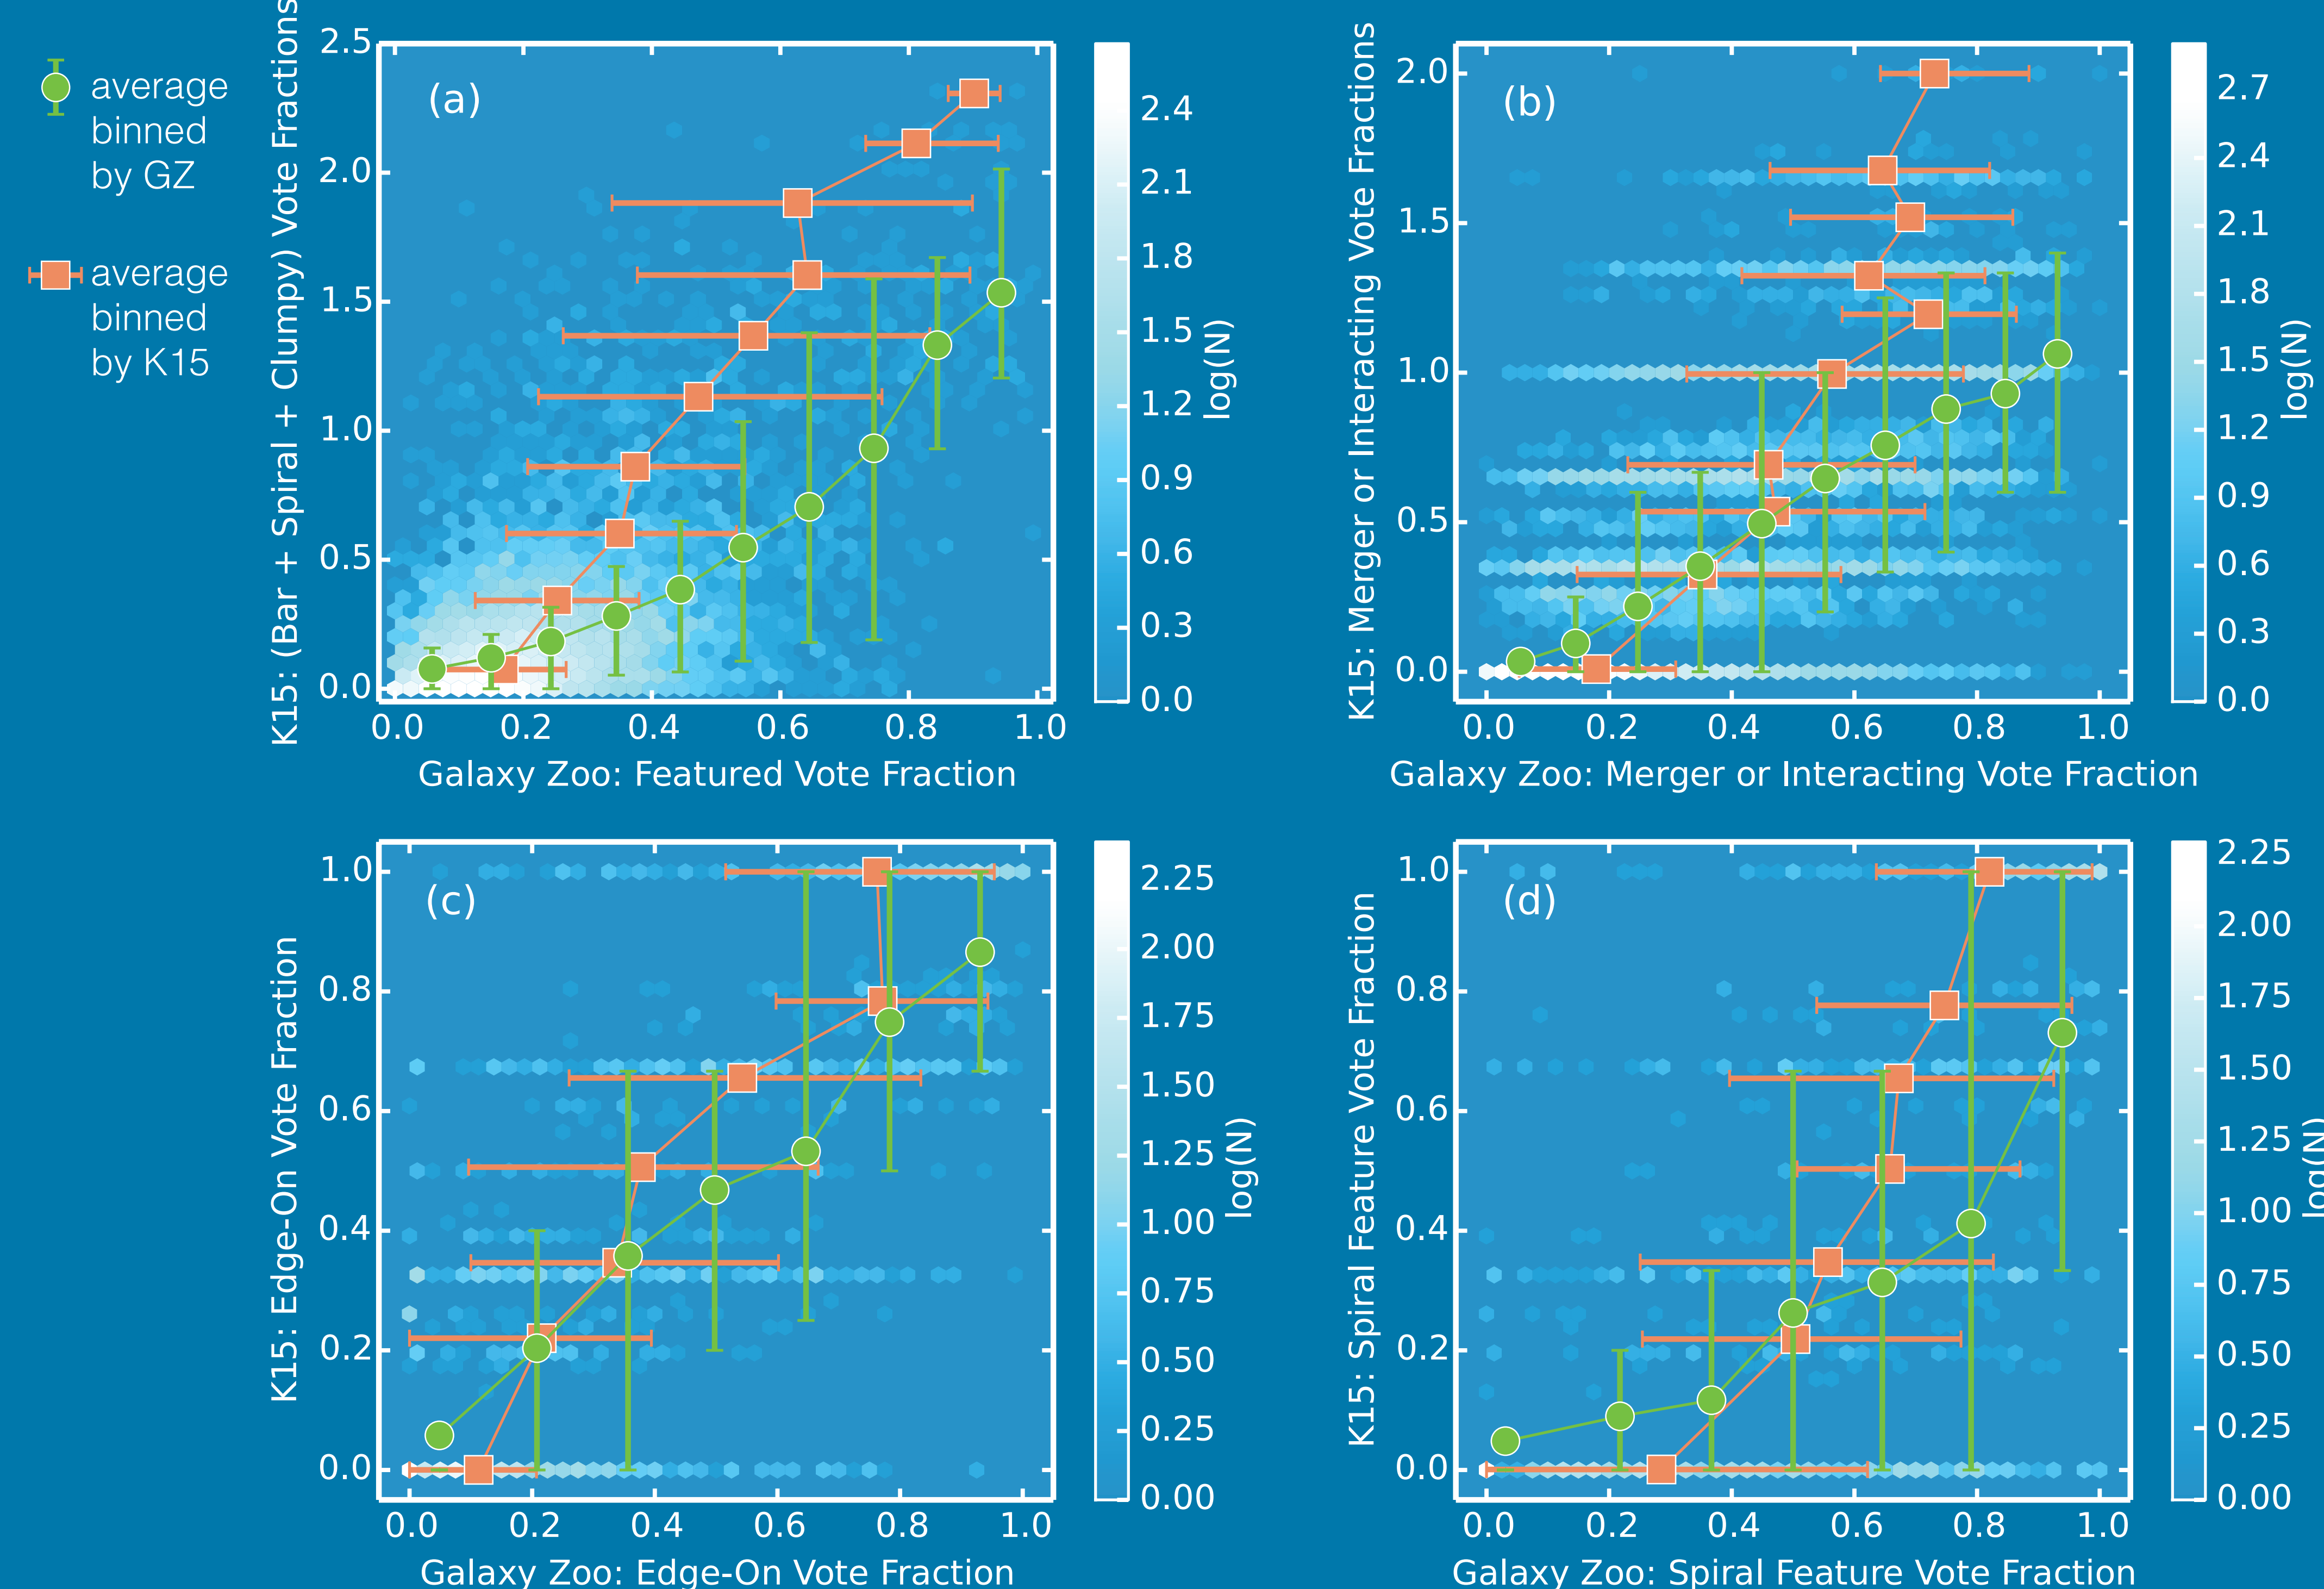 average
binned
by GZ
average
binned
by K15
K15: (Bar + Spiral + Clumpy) Vote Fractions
2.5
2.0
1.5
1.0
0.5
0.0
(a)
0.0 0.2 0.4 0.6 0.8 1.0
Galaxy Zoo: Featured Vote Fraction
2.4
2.1
1.8
1.5
1.2
0.9
0.6
0.3
0.0
log(N)
K15: Merger or Interacting Vote Fractions
2.0
1.5
1.0
0.5
0.0
(b)
0.0 0.2 0.4 0.6 0.8 1.0
Galaxy Zoo: Merger or Interacting Vote Fraction
2.7
2.4
2.1
1.8
1.5
1.2
0.9
0.6
0.3
0.0
log(N)
K15: Edge-On Vote Fraction
1.0
0.8
0.6
0.4
0.2
0.0
(c)
0.0 0.2 0.4 0.6 0.8 1.0
Galaxy Zoo: Edge-On Vote Fraction
2.25
2.00
1.75
1.50
1.25
1.00
0.75
0.50
0.25
0.00
log(N)
K15: Spiral Feature Vote Fraction
1.0
0.8
0.6
0.4
0.2
0.0
(d)
0.0 0.2 0.4 0.6 0.8 1.0
Galaxy Zoo: Spiral Feature Vote Fraction
2.25
2.00
1.75
1.50
1.25
1.00
0.75
0.50
0.25
0.00
log(N)